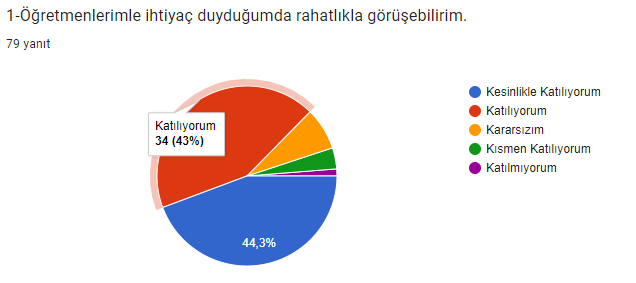 1-Öğretmenlerimle ihtiyaç duyduğumda rahatlıkla görüşebilirim.
79 yanıt
Katılıyorum
34 (43%)
44,3%
Kesinlikle Katılıyorum
Katılıyorum
Kararsızım
Kısmen Katılıyorum
Katılmıyorum